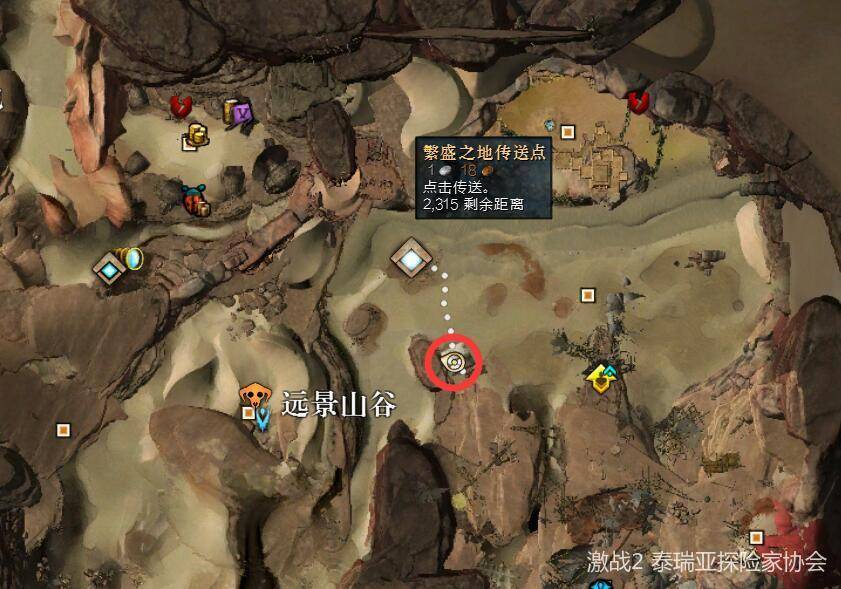 繁盛之地传送点
1 18
点击传送。
2,315 剩余距离
远景山谷
激战2 泰瑞亚探险家协会